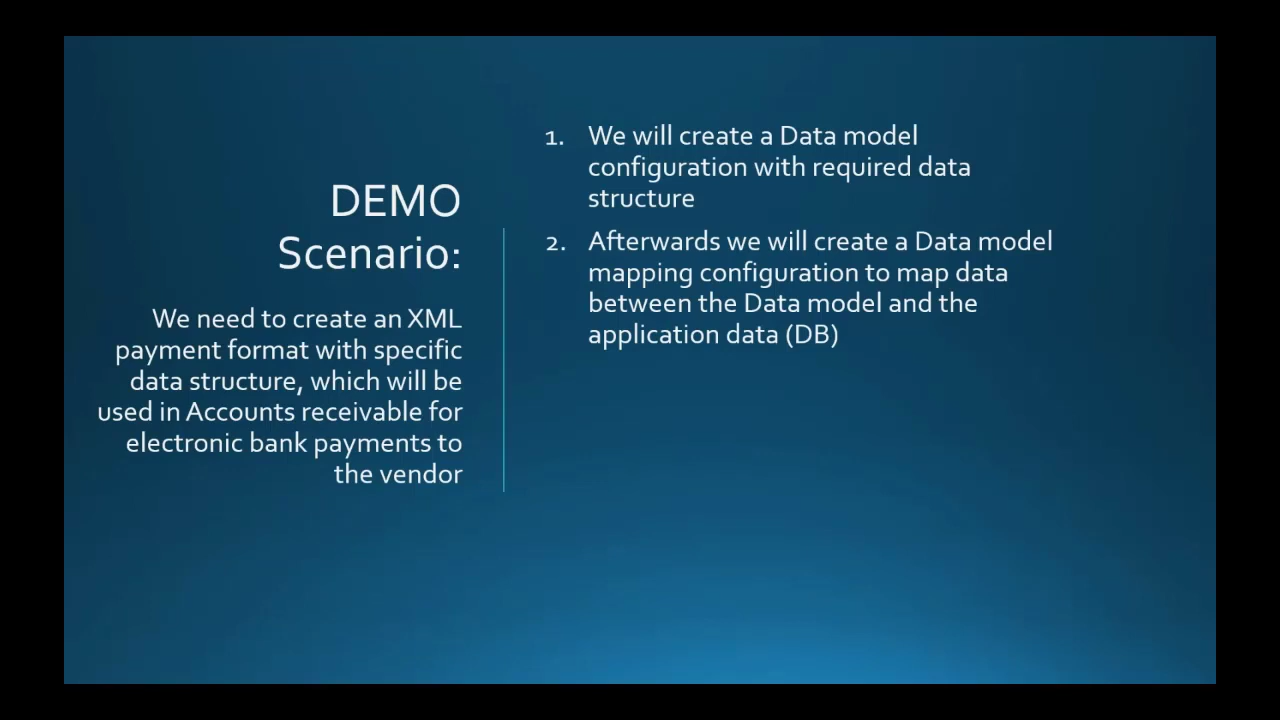 DEMO
Scenario:
We need to create an XML
payment format with specific
data structure, which will be
used in Accounts receivable for
electronic bank payments to
the vendor
1. We will create a Data model
configuration with required data
structure
2. Afterwards we will create a Data model
mapping configuration to map data
between the Data model and the
application data (DB)